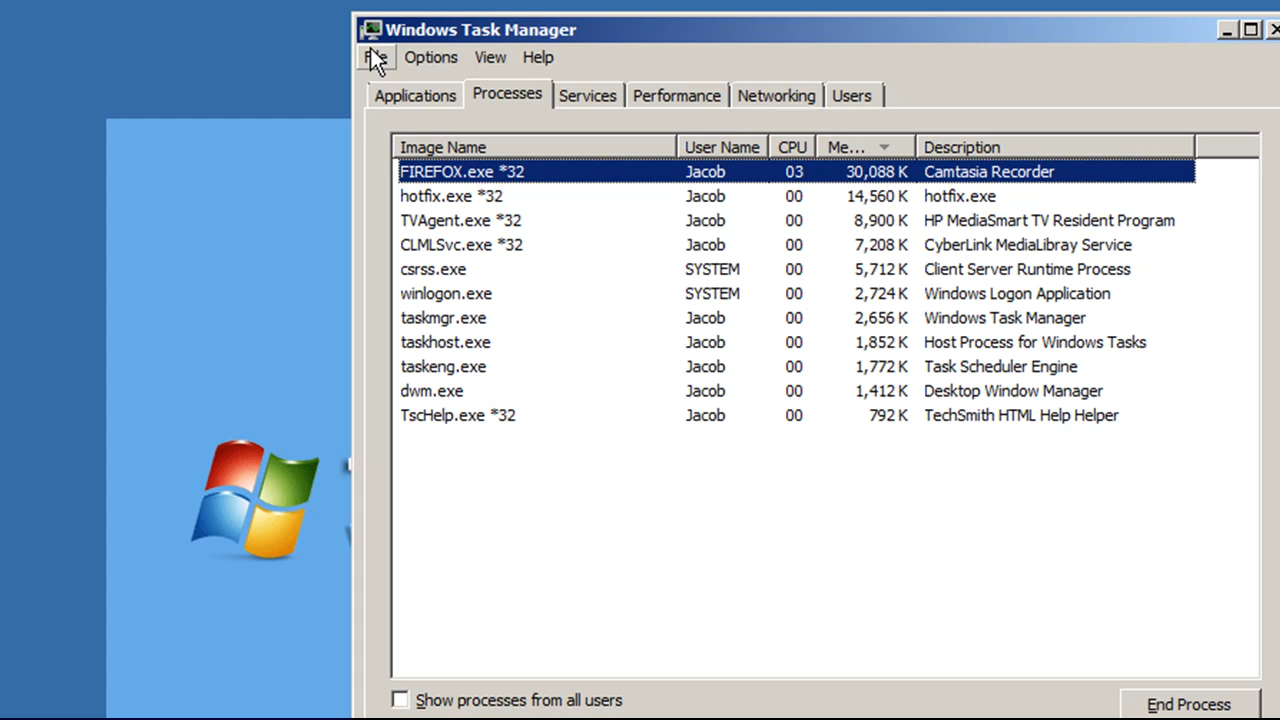 Windows Task Manager
File Options View Help
Applications Processes Services Performance Networking Users
Image Name User Name CPU Me... Description
FIREFOX.exe *32 Jacob 03 30,088 K Camtasia Recorder
hotfix.exe *32 Jacob 00 14,560 K hotfix.exe
TVAgent.exe *32 Jacob 00 8,900 K HP MediaSmart TV Resident Program
CLMLSvc.exe *32 Jacob 00 7,208 K CyberLink MediaLibray Service
csrss.exe SYSTEM 00 5,712 K Client Server Runtime Process
winlogon.exe SYSTEM 00 2,724 K Windows Logon Application
taskmgr.exe Jacob 00 2,656 K Windows Task Manager
taskhost.exe Jacob 00 1,852 K Host Process for Windows Tasks
taskeng.exe Jacob 00 1,772 K Task Scheduler Engine
dwm.exe Jacob 00 1,412 K Desktop Window Manager
TscHelp.exe *32 Jacob 00 792 K TechSmith HTML Help Helper
Show processes from all users
End Process